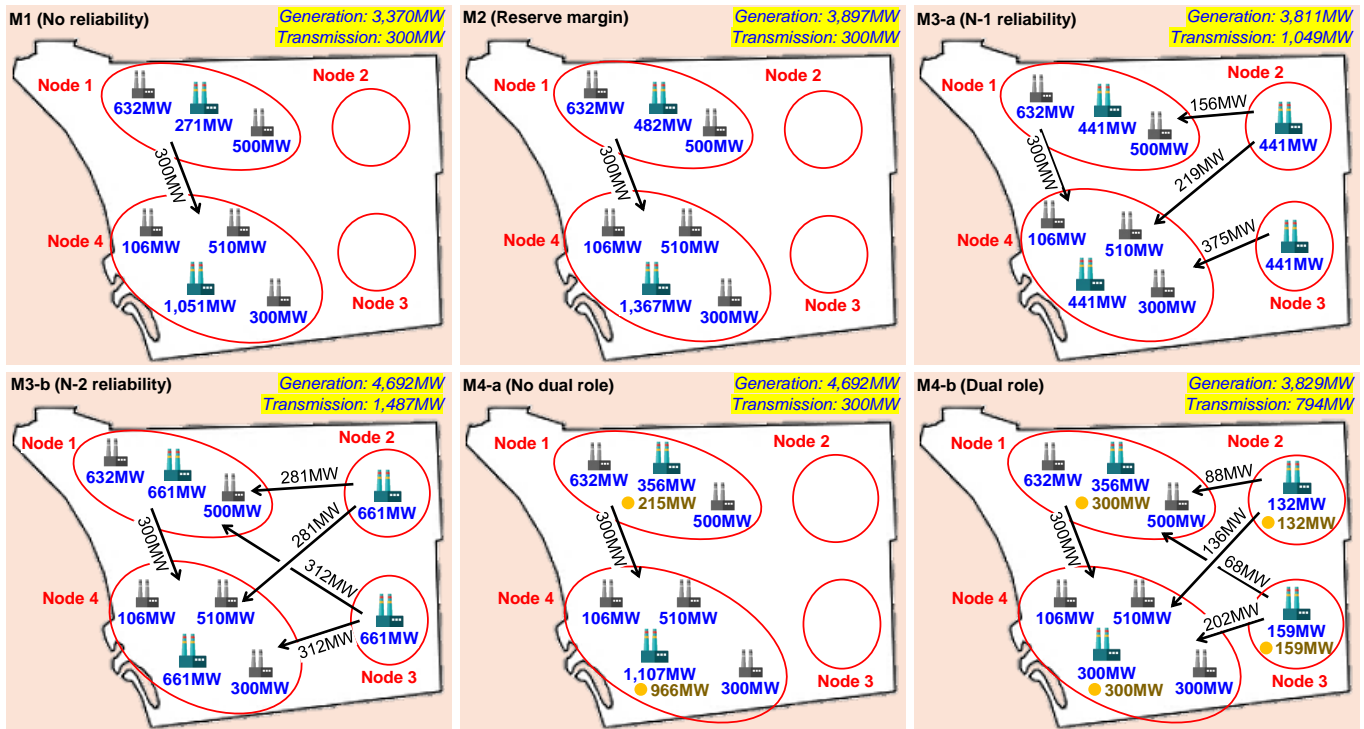 M1 (No reliability)
Generation: 3,370MW
Transmission: 300MW
Node 1
Node 2
632MW
271MW
500MW
300MW
Node 4
106MW
510MW
1,051MW
300MW
Node 3
M2 (Reserve margin)
Generation: 3,897MW
Transmission: 300MW
Node 1
Node 2
632MW
482MW
500MW
300MW
Node 4
106MW
510MW
1,367MW
300MW
Node 3
M3-a (N-1 reliability)
Generation: 3,811MW
Transmission: 1,049MW
Node 1
Node 2
632MW
441MW
500MW
156MW
441MW
300MW
219MW
Node 4
106MW
510MW
375MW
441MW
441MW
300MW
Node 3
M3-b (N-2 reliability)
Generation: 4,692MW
Transmission: 1,487MW
Node 1
Node 2
632MW
661MW
500MW
281MW
661MW
300MW
281MW
312MW
Node 4
106MW
510MW
661MW
312MW
661MW
300MW
Node 3
M4-a (No dual role)
Generation: 4,692MW
Transmission: 300MW
Node 1
Node 2
632MW
356MW
215MW
500MW
300MW
Node 4
106MW
510MW
1,107MW
966MW
300MW
Node 3
M4-b (Dual role)
Generation: 3,829MW
Transmission: 794MW
Node 1
Node 2
632MW
356MW
300MW
500MW
88MW
132MW
132MW
300MW
136MW
68MW
Node 4
106MW
510MW
202MW
159MW
159MW
300MW
300MW
300MW
Node 3